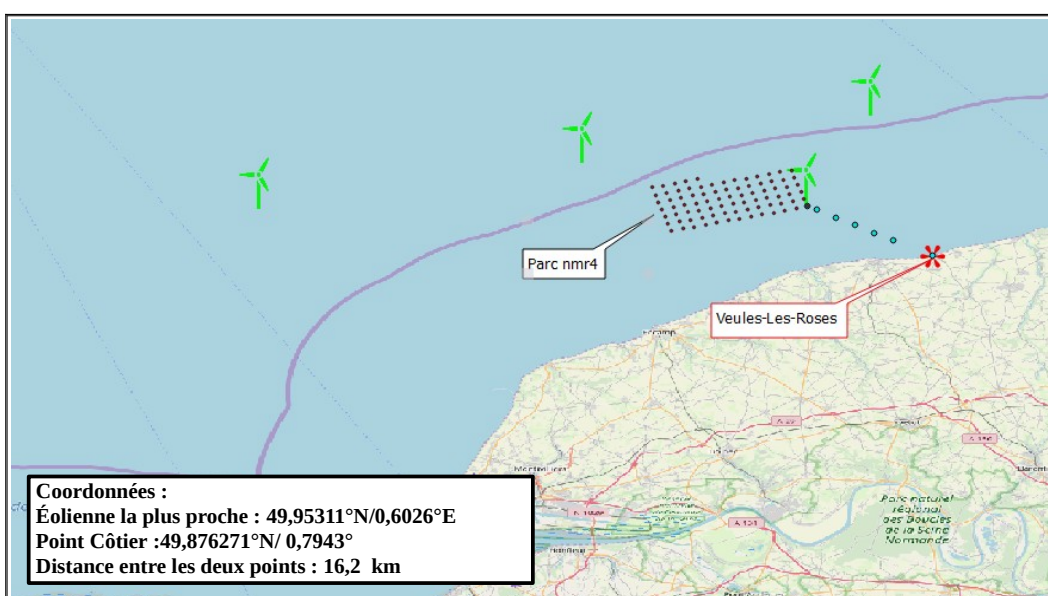 Parc nmr4
Veules-Les-Roses
Parc naturel
régional
des Boucles
de la Seine
Normande
Coordonnées :
Éolienne la plus proche : 49,95311°N/0,6026°E
Point Côtier :49,876271°N/ 0,7943°
Distance entre les deux points : 16,2  km